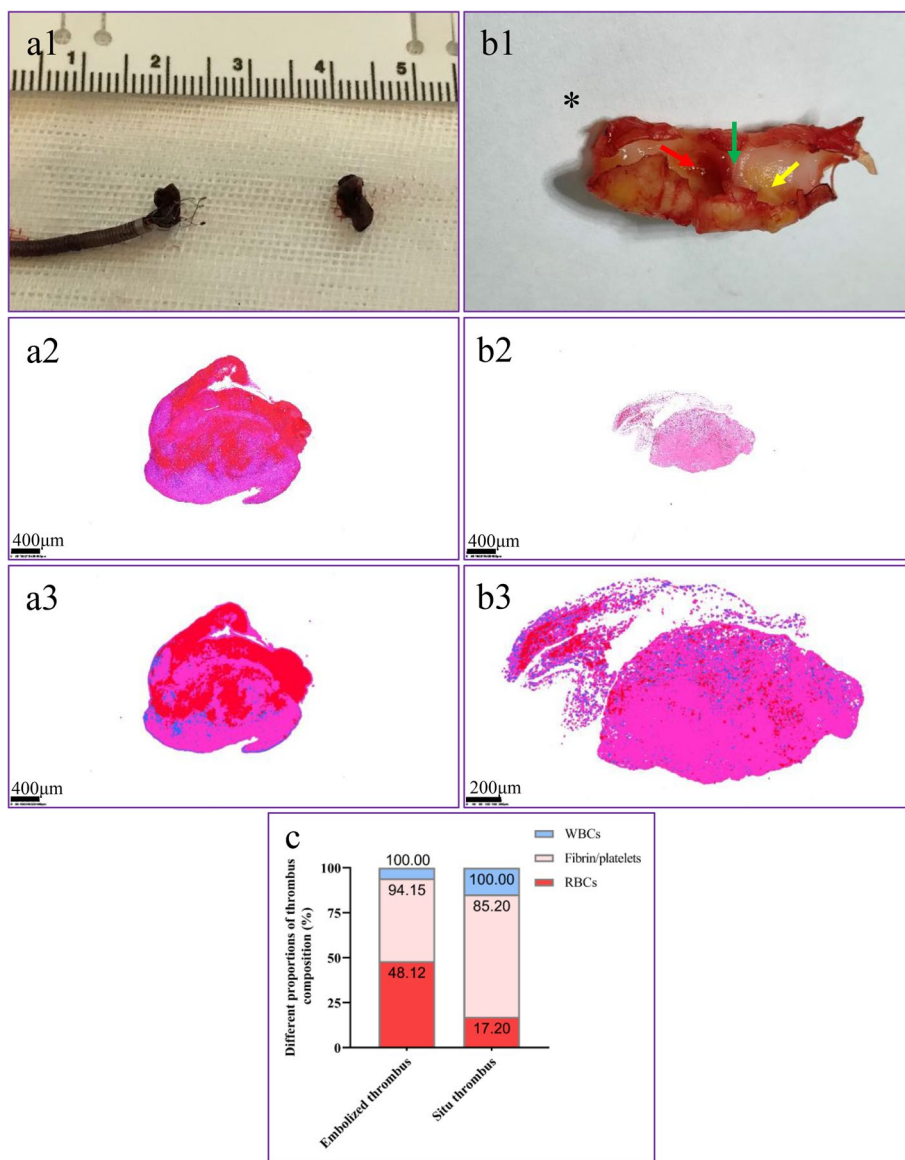 a1
1 2 3 4 5
b1
*
a2
400μm
b2
400μm
a3
400μm
b3
200μm
c
WBCs
Fibrin/platelets
RBCs
Different proportions of thrombus
composition (%)
100
75
50
25
0
100.00
94.15
48.12
100.00
85.20
17.20
Embolized thrombus
Situ thrombus